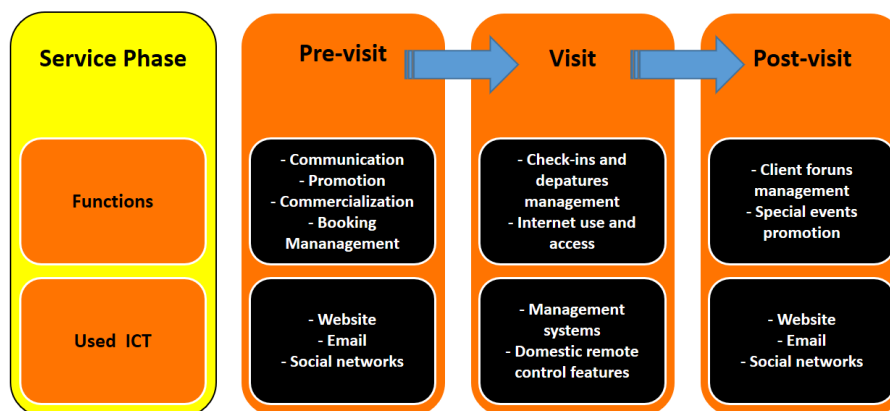 Service Phase
Pre-visit
Visit
Post-visit
Functions
- Communication
- Promotion
- Commercialization
- Booking
Mananagement
- Check-ins and
depatures
management
- Internet use and
access
- Client foruns
management
- Special events
promotion
Used ICT
- Website
- Email
- Social networks
- Management
systems
- Domestic remote
control features
- Website
- Email
- Social networks